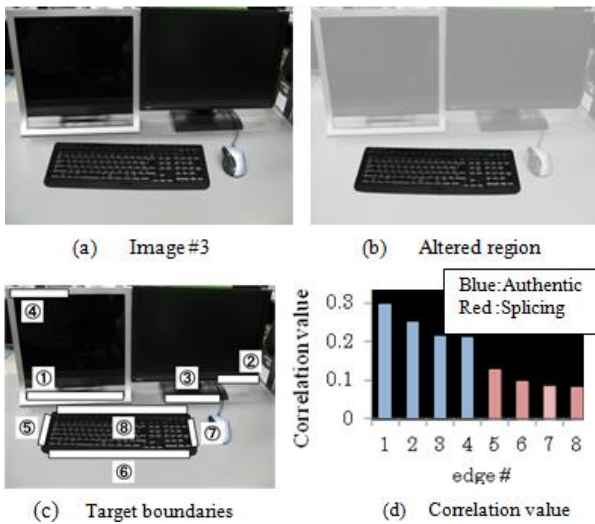 (a) Image #3
(b) Altered region
④
①
②
③
⑤
⑧
⑦
⑥
(c) Target boundaries
Blue:Authentic
Red :Splicing
Correlation value
0.3
0.2
0.1
0
1 2 3 4 5 6 7 8
edge #
(d) Correlation value